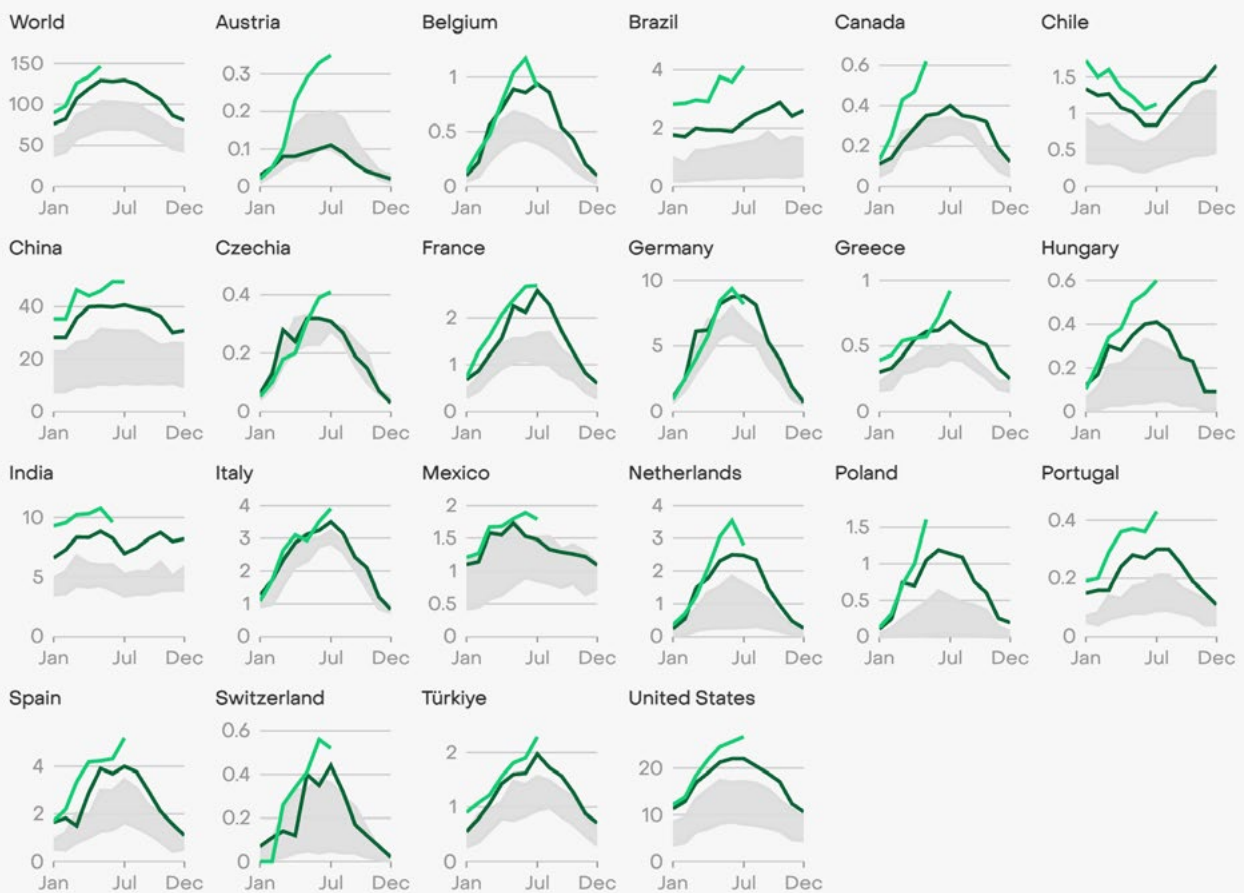 World Austria Belgium Brazil Canada Chile
150 0.3 1 4 0.6 1.5
100 0.2 0.5 2 0.4 1
50 0.1 0 0 0.2 0.5
0 0 0 0
Jan Jul Dec Jan Jul Dec Jan Jul Dec Jan Jul Dec Jan Jul Dec Jan Jul Dec
China Czechia France Germany Greece Hungary
40 0.4 2 10 1 0.6
20 0.2 1 5 0.5 0.4
0 0 0 0 0 0.2
0
Jan Jul Dec Jan Jul Dec Jan Jul Dec Jan Jul Dec Jan Jul Dec Jan Jul Dec
India Italy Mexico Netherlands Poland Portugal
10 4 2 4 1.5 0.4
5 3 1.5 3 1 0.2
0 2 1 2 0.5 0
1 0.5 1 0
0 0 0
Jan Jul Dec Jan Jul Dec Jan Jul Dec Jan Jul Dec Jan Jul Dec Jan Jul Dec
Spain Switzerland Türkiye United States
4 0.6 2 20
2 0.4 1 10
0 0.2 0 0
0
Jan Jul Dec Jan Jul Dec Jan Jul Dec Jan Jul Dec